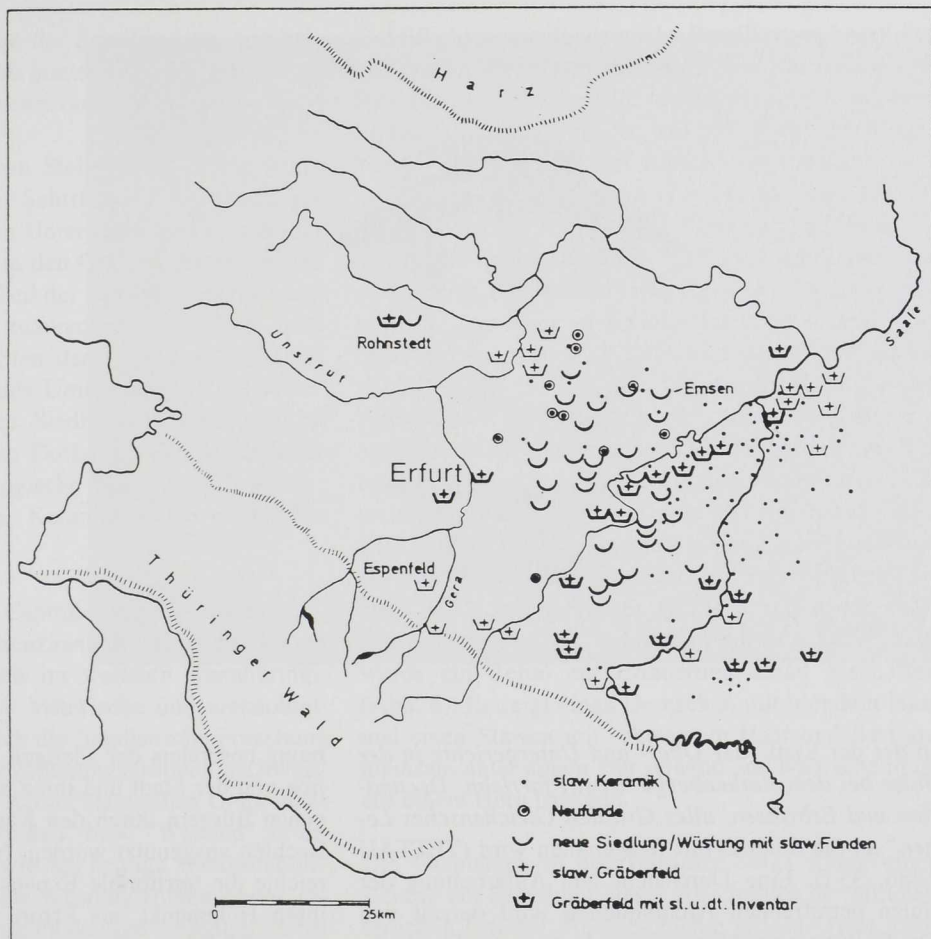 Harz
Saale
Rohnstedt
Unstrut
Emsen
Erfurt
Espenfeld
Gera
Thüringe Wald
slaw. Keramik
Neufunde
neue Siedlung/Wüstung mit slaw. Funden
slaw. Gräberfeld
Gräberfeld mit sl. u. dt. Inventar
0 25km